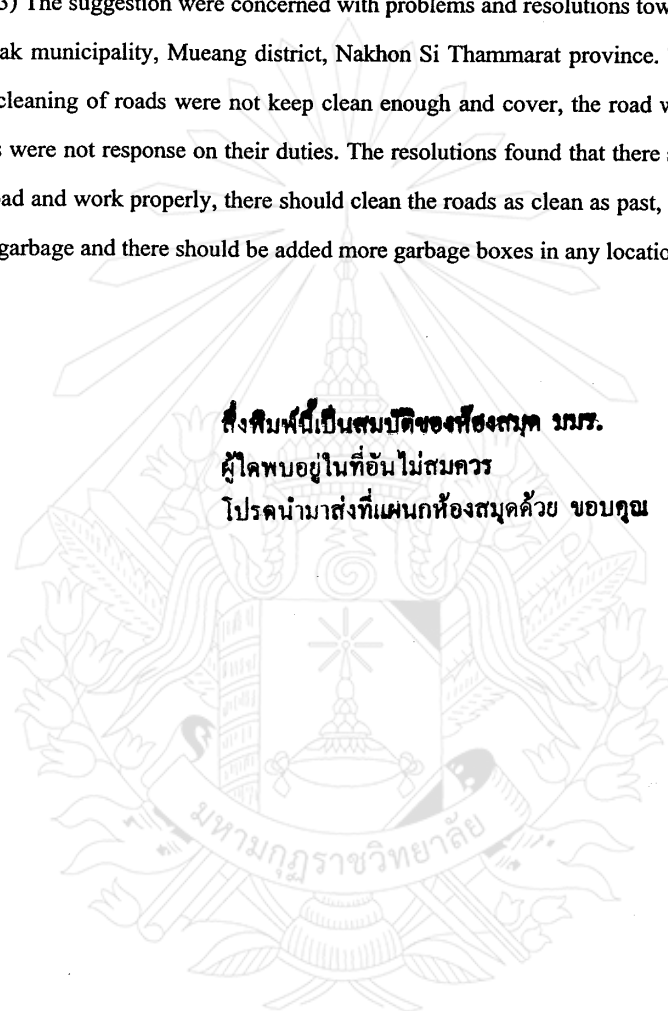 3) The suggestion were concerned with problems and resolutions tow
ak municipality, Mueang district, Nakhon Si Thammarat province.
cleaning of roads were not keep clean enough and cover, the road
s were not response on their duties. The resolutions found that there
ad and work properly, there should clean the roads as clean as past,
garbage and there should be added more garbage boxes in any locatio
สิ่งพิมพ์นี้เป็นสมบัติของห้องสมุด มมร.
ผู้ใดพบอยู่ในที่อันไม่สมควร
โปรดนำมาส่งที่แผนกห้องสมุดด้วย ขอบคุณ
มหามกุฏราชวิทยาลัย